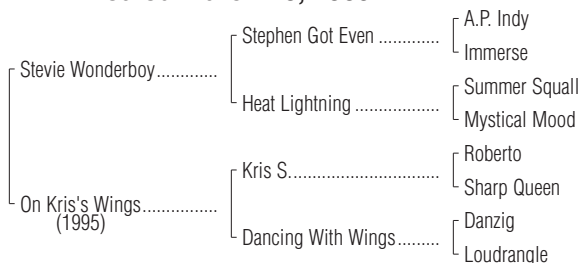 A.P. Indy
Stephen Got Even ............
Immerse
Stevie Wonderboy.............
Summer Squall
Heat Lightning .................
Mystical Mood
Roberto
Kris S..............................
Sharp Queen
On Kris's Wings................
(1995)
Danzig
Dancing With Wings.........
Loudrangle